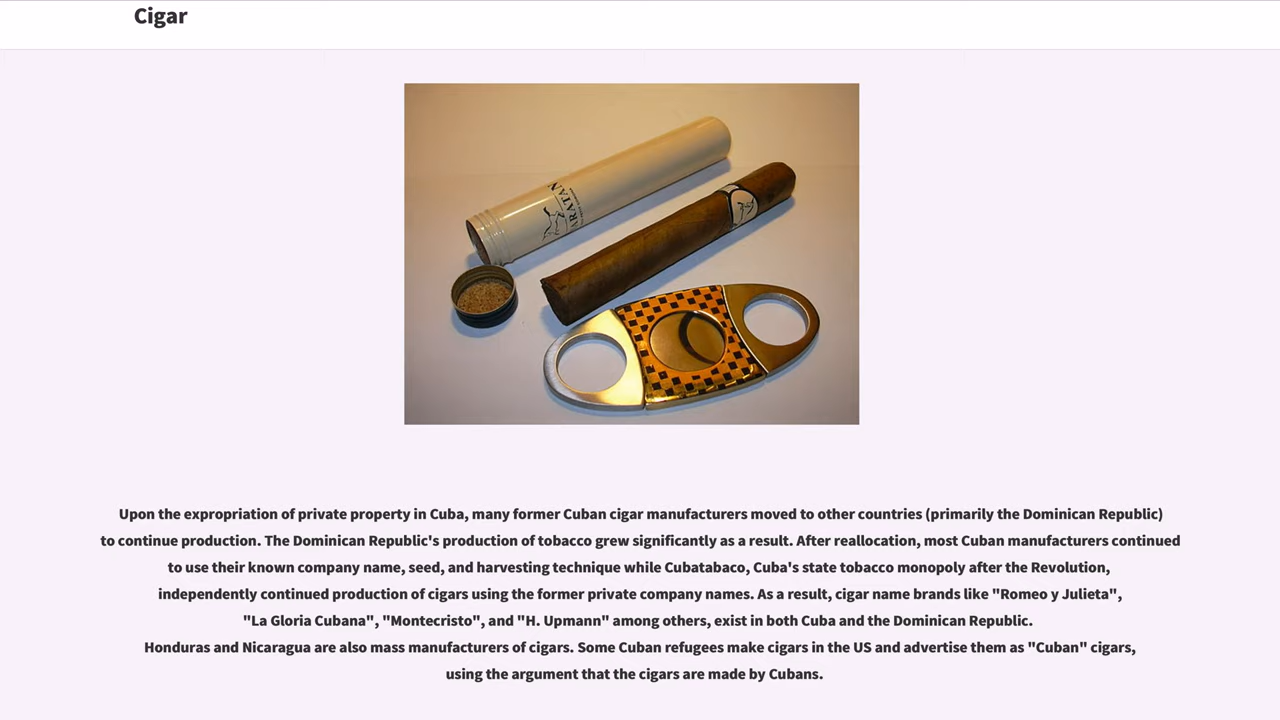 Cigar
ARATAN
Upon the expropriation of private property in Cuba, many former Cuban cigar manufacturers moved to other countries (primarily the Dominican Republic)
to continue production. The Dominican Republic's production of tobacco grew significantly as a result. After reallocation, most Cuban manufacturers continued
to use their known company name, seed, and harvesting technique while Cubatabaco, Cuba's state tobacco monopoly after the Revolution,
independently continued production of cigars using the former private company names. As a result, cigar name brands like "Romeo y Julieta",
"La Gloria Cubana", "Montecristo", and "H. Upmann" among others, exist in both Cuba and the Dominican Republic.
Honduras and Nicaragua are also mass manufacturers of cigars. Some Cuban refugees make cigars in the US and advertise them as "Cuban" cigars,
using the argument that the cigars are made by Cubans.